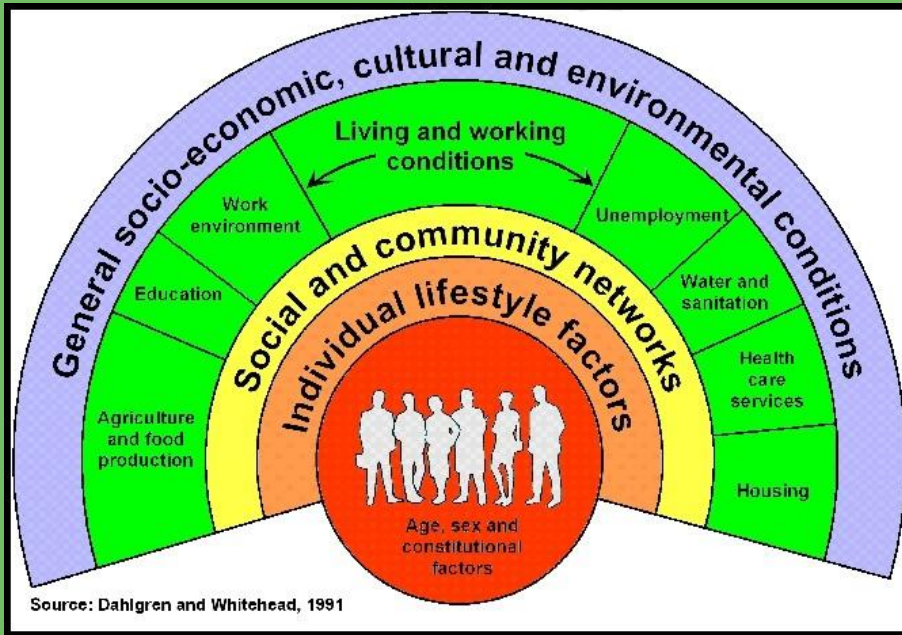 General socio-economic, cultural and environmental conditions
Living and working
conditions
Work
environment
Unemployment
Education
Water and
sanitation
Agriculture
and food
production
Health
care
services
Housing
Social and community networks
Individual lifestyle factors
Age, sex and
constitutional
factors
Source: Dahlgren and Whitehead, 1991